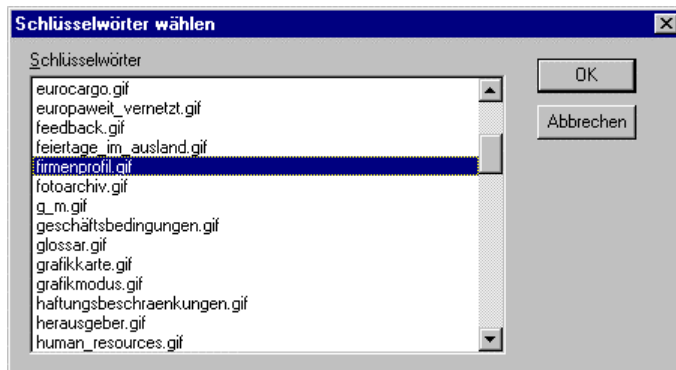 Schlüsselwörter wählen
Schlüsselwörter
eurocargo.gif
europaweit_vernetzt.gif
feedback.gif
feiertage_im_ausland.gif
firmenprofil.gif
fotoarchiv.gif
g_m.gif
geschäftsbedingungen.gif
glossar.gif
grafikkarte.gif
grafikmodus.gif
haftungsbeschraenkungen.gif
herausgeber.gif
human_resources.gif
OK
Abbrechen